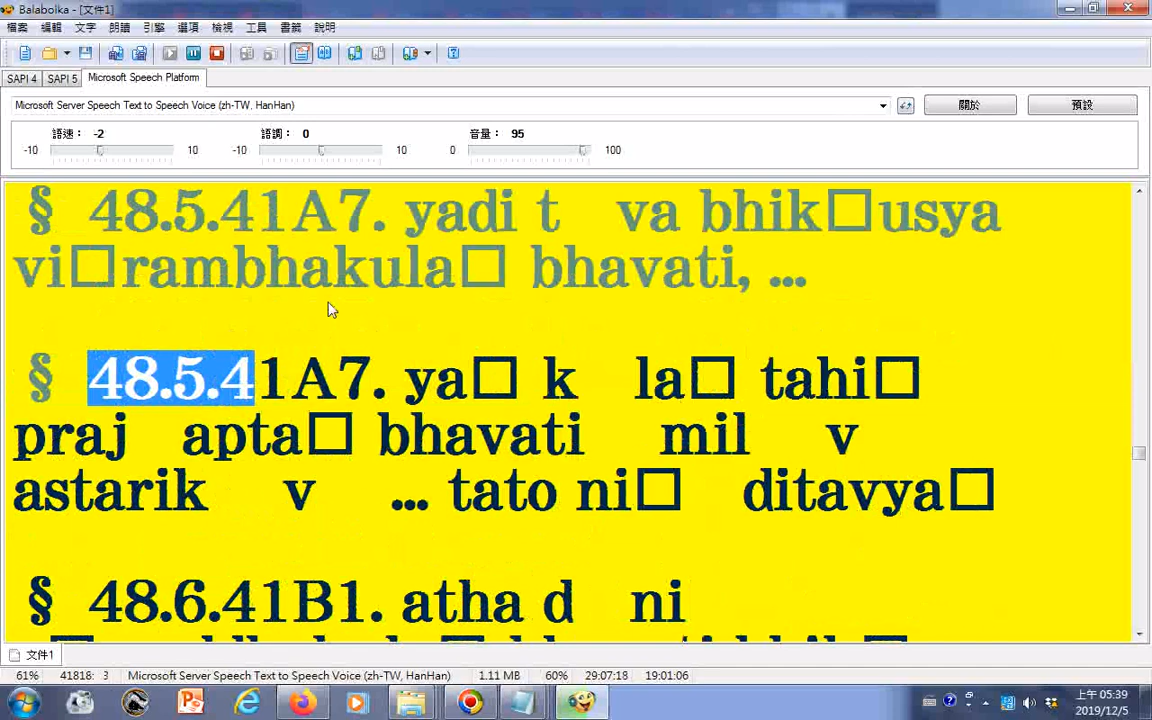 Balabolka - [文件1]
檔案 編輯 文字 朗讀 引擎 選項 檢視 工具 書籤 說明
SAPI 4 SAPI 5 Microsoft Speech Platform
Microsoft Server Speech Text to Speech Voice (zh-TW, HanHan) 關於 預設
語速： -2 語調： 0 音量： 95
-10 10 -10 10 0 100
§ 48.5.41A7. yadi t va bhik□usya
vi□rambhakula□ bhavati, ...
§ 48.5.41A7. ya□ k la□ tahi□
praj apta□ bhavati mil v
astarik v ... tato ni□ ditavya□
§ 48.6.41B1. atha d ni
文件1
61% 41818: 3 Microsoft Server Speech Text to Speech Voice (zh-TW, HanHan) 1.11 MB 60% 29:07:18 19:01:06
上午 05:39
2019/12/5